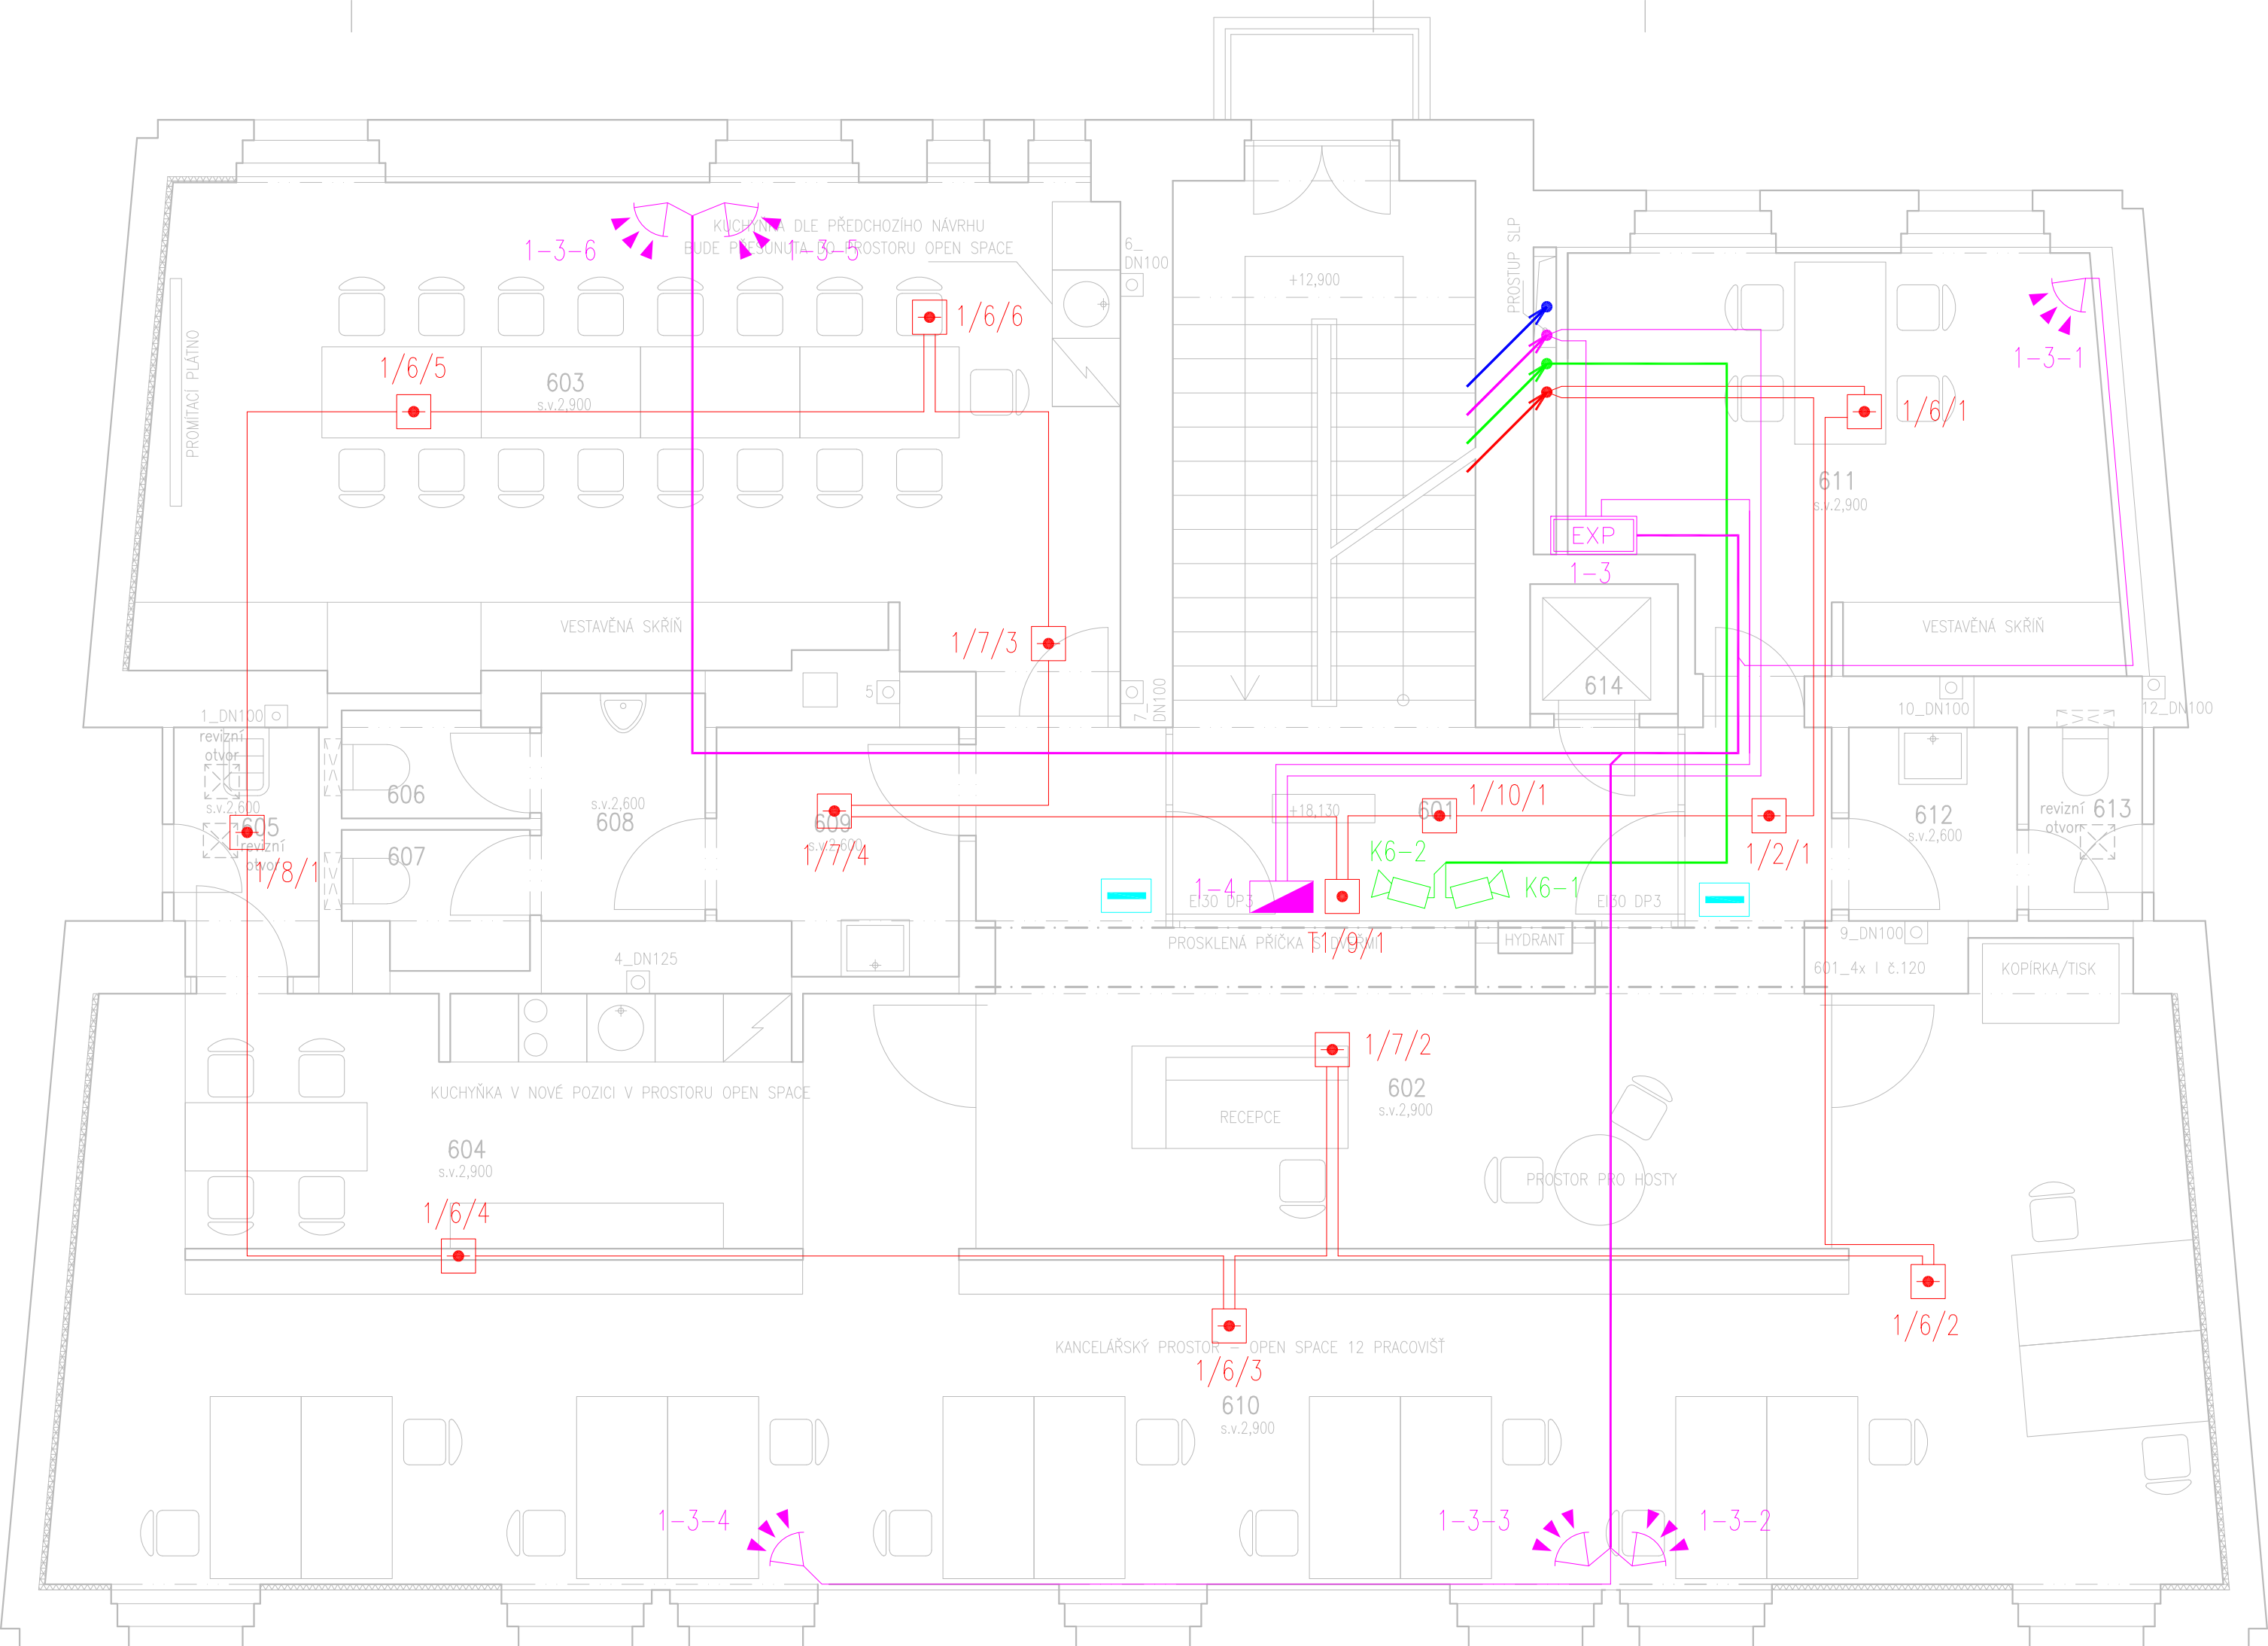 KUCHYŇKA DLE PŘEDCHOZÍHO NÁVRHU
BUDE PŘESUNUTA DO PROSTORU OPEN SPACE
1-3-6
1-3-5
6_
DN100
+12,900
PROSTUP SLP
1-3-1
1/6/6
1/6/5
603
s.v.2,900
PROMÍTACÍ PLÁTNO
1/6/1
611
s.v.2,900
EXP
1-3
VESTAVĚNÁ SKŘÍŇ
1/7/3
VESTAVĚNÁ SKŘÍŇ
5
7_
DN100
614
10_DN100
12_DN100
1_DN100
revizní
otvor
s.v.2,600
605
revizní
otvor
1/8/1
606
607
s.v.2,600
608
609
s.v.2,600
1/7/4
+18,130
601
1/10/1
1/2/1
612
s.v.2,600
revizní
otvor
613
K6-2
K6-1
1-4
EI30 DP3
EI30 DP3
PROSKLENÁ PŘÍČKA S DVEŘMI
T1/9/1
HYDRANT
9_DN100
601_4x I č.120
KOPÍRKA/TISK
4_DN125
1/7/2
602
s.v.2,900
RECEPCE
PROSTOR PRO HOSTY
KUCHYŇKA V NOVÉ POZICI V PROSTORU OPEN SPACE
604
s.v.2,900
1/6/4
1/6/2
KANCELÁŘSKÝ PROSTOR - OPEN SPACE 12 PRACOVIŠŤ
1/6/3
610
s.v.2,900
1-3-4
1-3-3
1-3-2